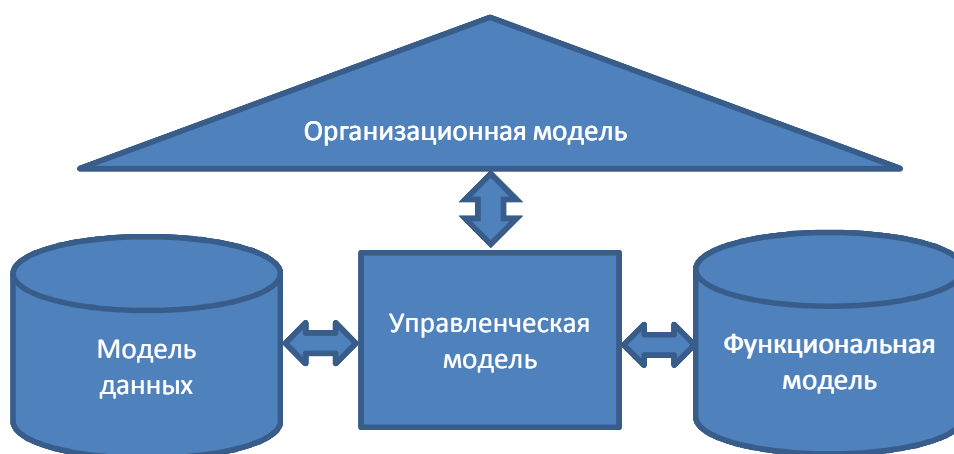 Организационная модель
Управленческая
модель
Модель
данных
Функциональная
модель